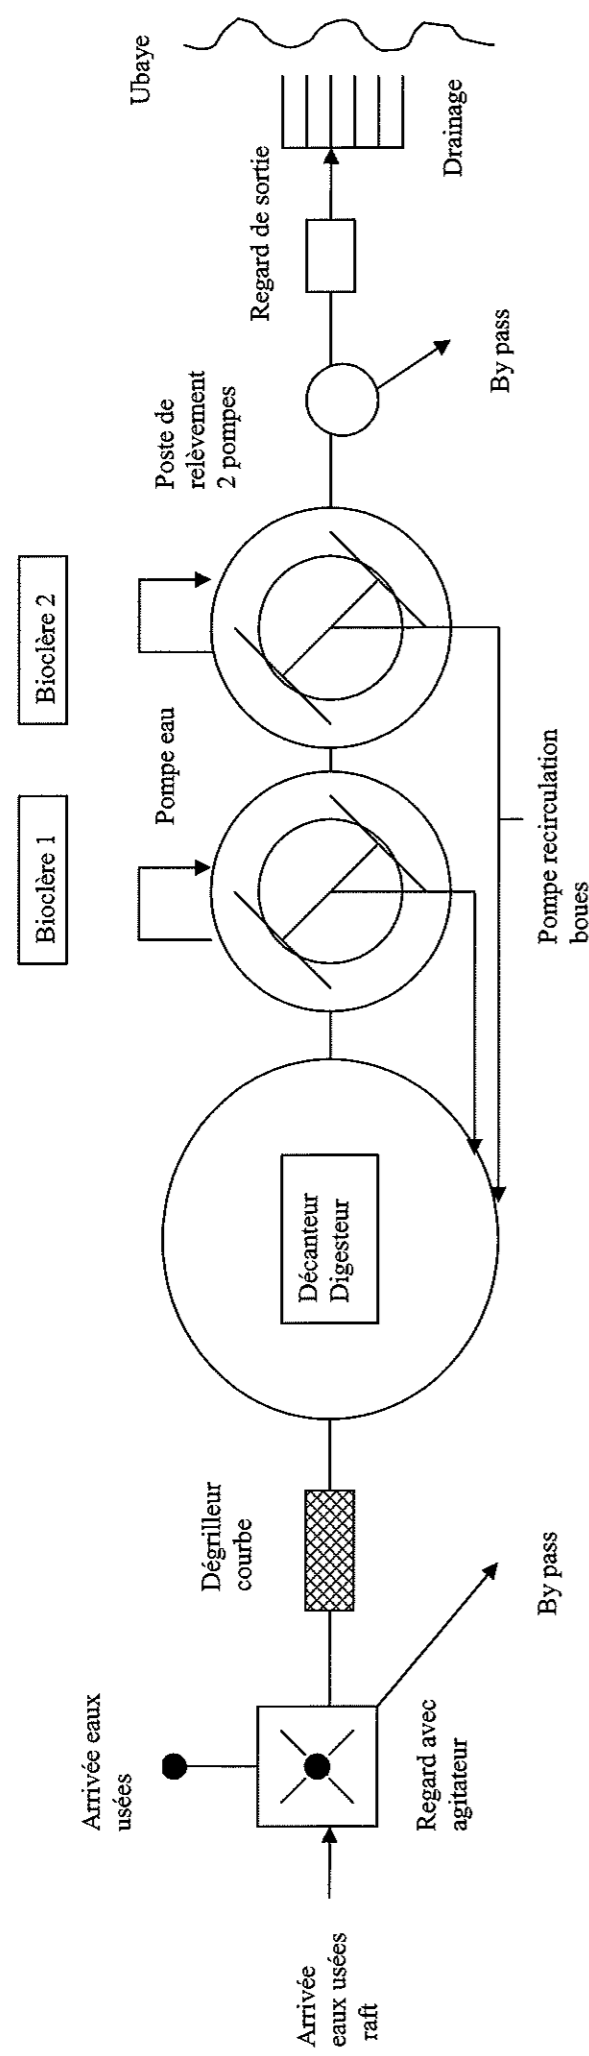 Arrivée
eaux usées
raft
Arrivée eaux
usées
Regard avec
agitateur
By pass
Dégrilleur
courbe
Décanteur
Digesteur
Bioclère 1
Pompe eau
Bioclère 2
Pompe recirculation
boues
Poste de
relèvement
2 pompes
By pass
Regard de sortie
Drainage
Ubaye